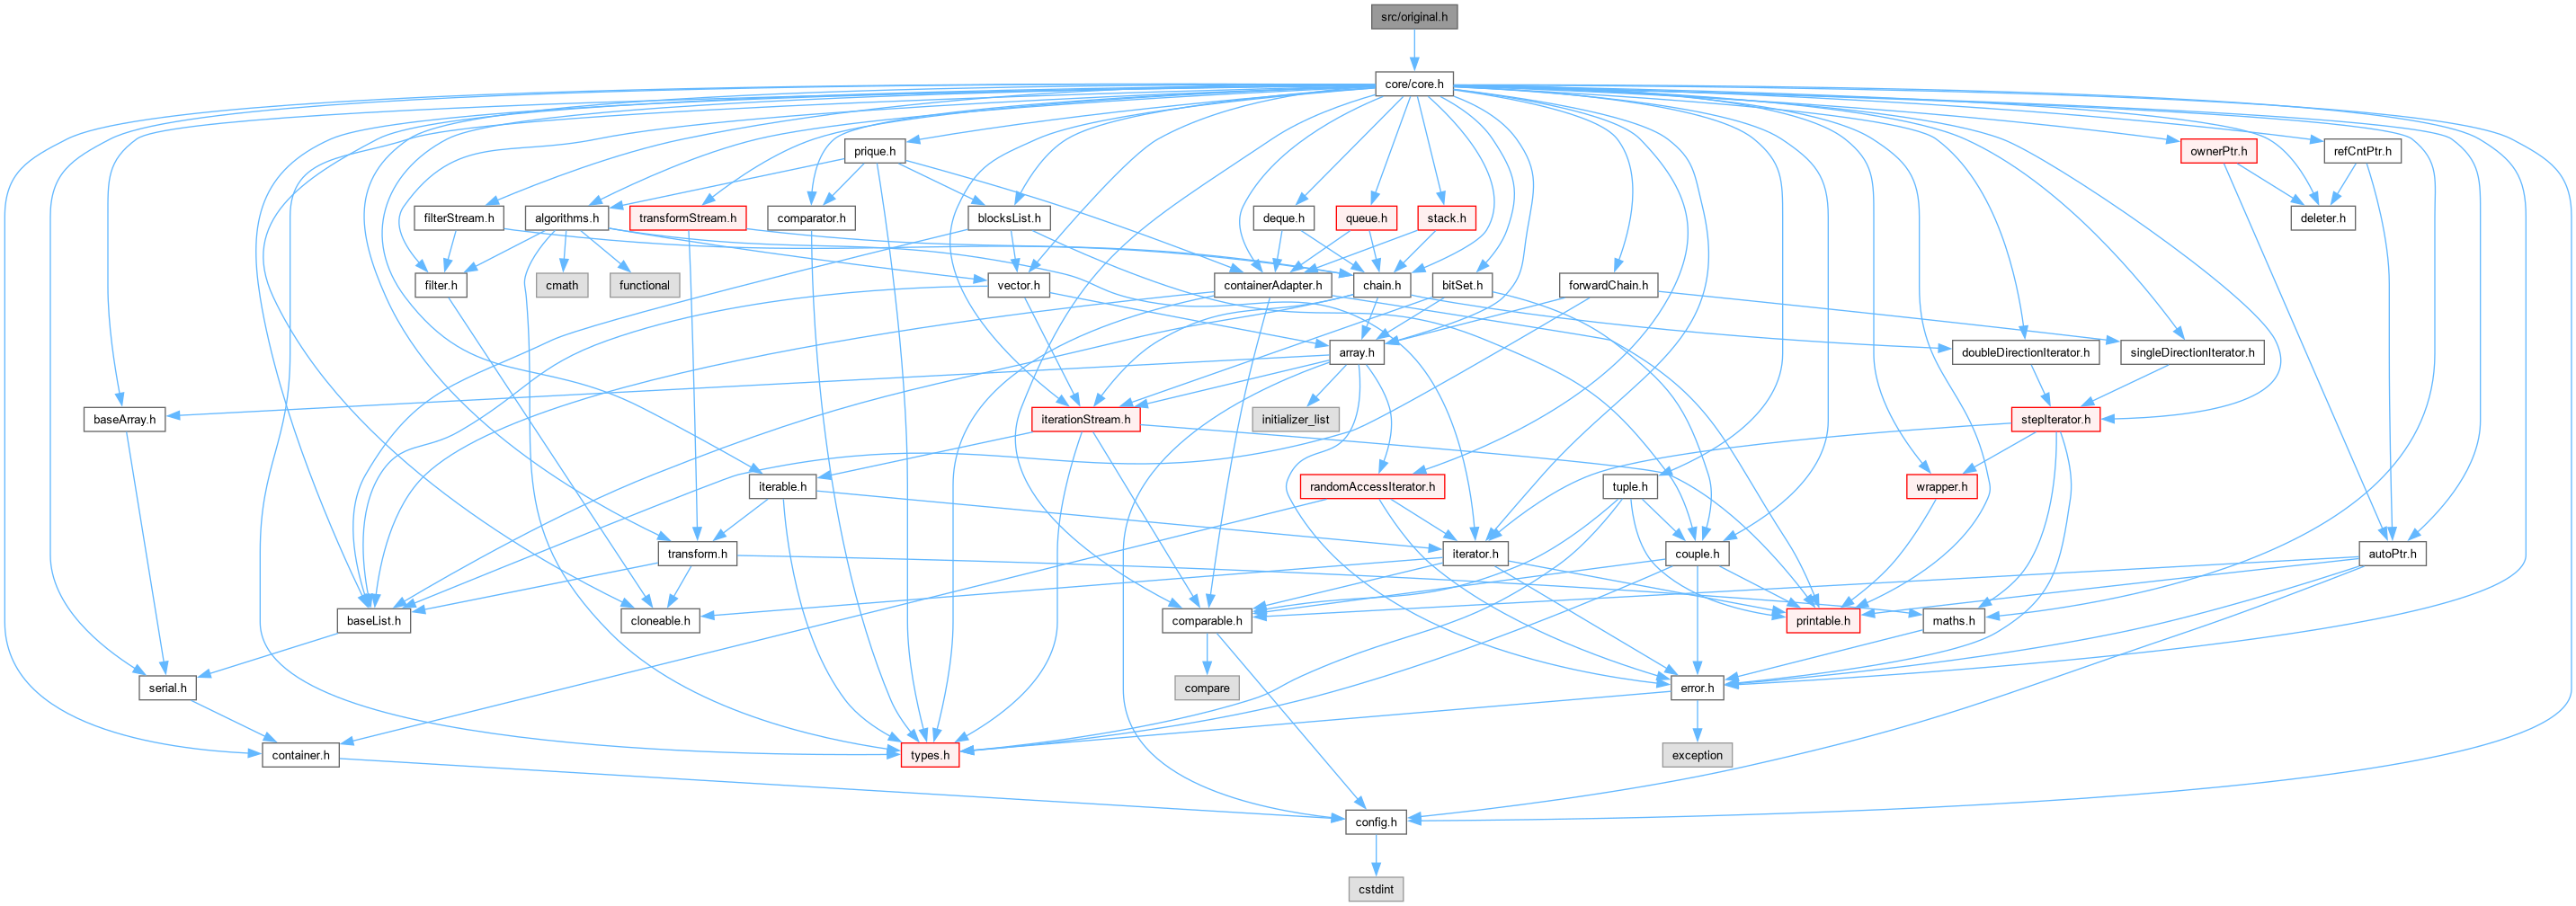 src/original.h
core/core.h
prique.h
ownerPtr.h
refCntPtr.h
filterStream.h
algorithms.h
transformStream.h
comparator.h
blocksList.h
deque.h
queue.h
stack.h
deleter.h
filter.h
cmath
functional
vector.h
containerAdapter.h
chain.h
bitSet.h
forwardChain.h
array.h
doubleDirectionIterator.h
singleDirectionIterator.h
baseArray.h
iterationStream.h
initializer_list
stepIterator.h
iterable.h
randomAccessIterator.h
tuple.h
wrapper.h
transform.h
iterator.h
couple.h
autoPtr.h
baseList.h
cloneable.h
comparable.h
printable.h
maths.h
serial.h
compare
error.h
container.h
types.h
exception
config.h
cstdint